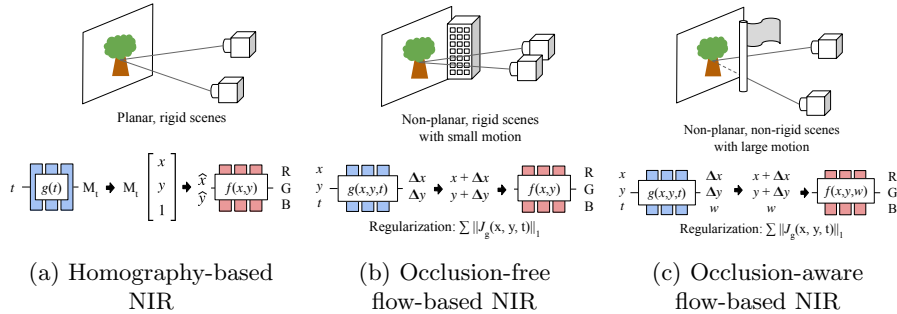 Planar, rigid scenes
t
g(t)
M_t
M_t
x
y
1
x̂
ŷ
f(x,y)
R
G
B
(a) Homography-based
NIR
Non-planar, rigid scenes
with small motion
x
y
t
g(x,y,t)
Δx
Δy
x + Δx
y + Δy
f(x,y)
R
G
B
Regularization: ∑ ||J_g(x, y, t)||_1
(b) Occlusion-free
flow-based NIR
Non-planar, non-rigid scenes
with large motion
x
y
t
g(x,y,t)
Δx
Δy
w
x + Δx
y + Δy
w
f(x,y,w)
R
G
B
Regularization: ∑ ||J_g(x, y, t)||_1
(c) Occlusion-aware
flow-based NIR